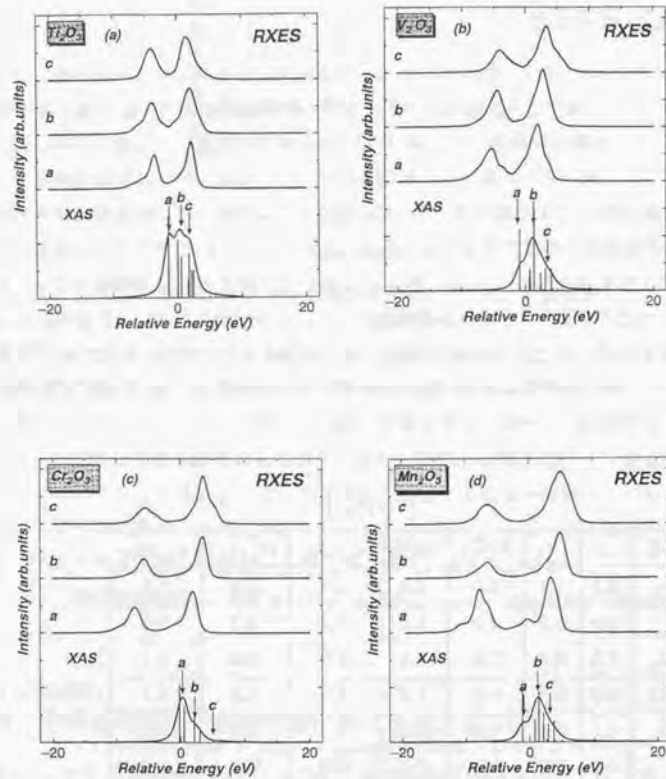 Ti₂O₃ (a) RXES
c
b
a
Intensity (arb.units)
XAS
a b c
-20 0 20
Relative Energy (eV)
V₂O₃ (b) RXES
c
b
a
Intensity (arb.units)
XAS
a b c
-20 0 20
Relative Energy (eV)
Cr₂O₃ (c) RXES
c
b
a
Intensity (arb.units)
XAS
a b c
-20 0 20
Relative Energy (eV)
Mn₂O₃ (d) RXES
c
b
a
Intensity (arb.units)
XAS
a b c
-20 0 20
Relative Energy (eV)